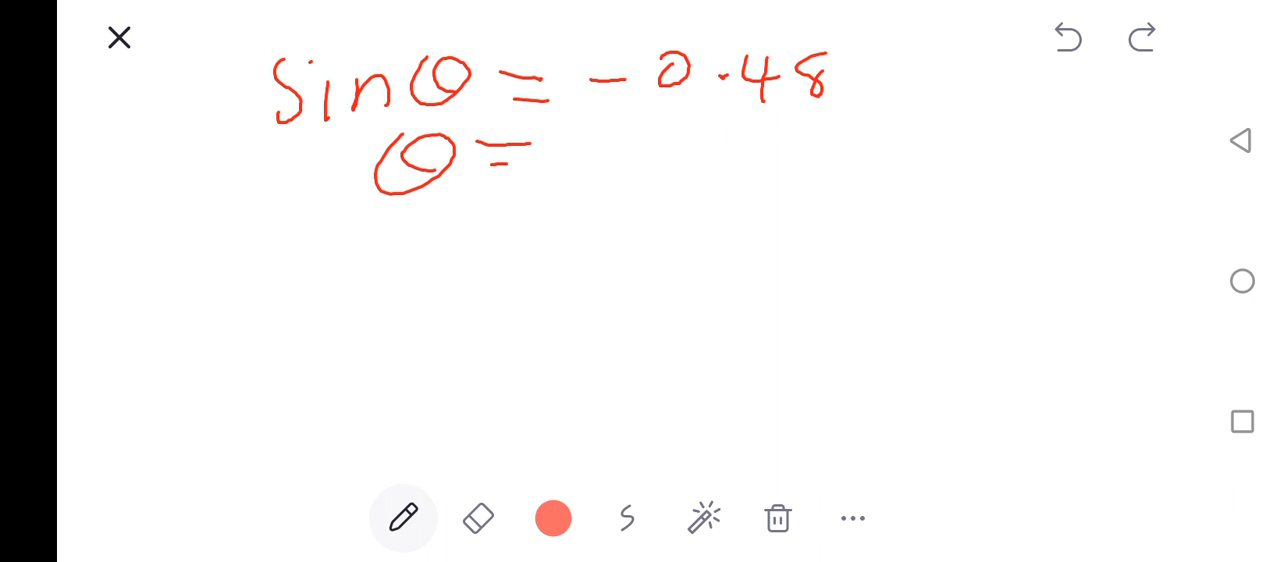 Sinθ = - 0.48
θ =